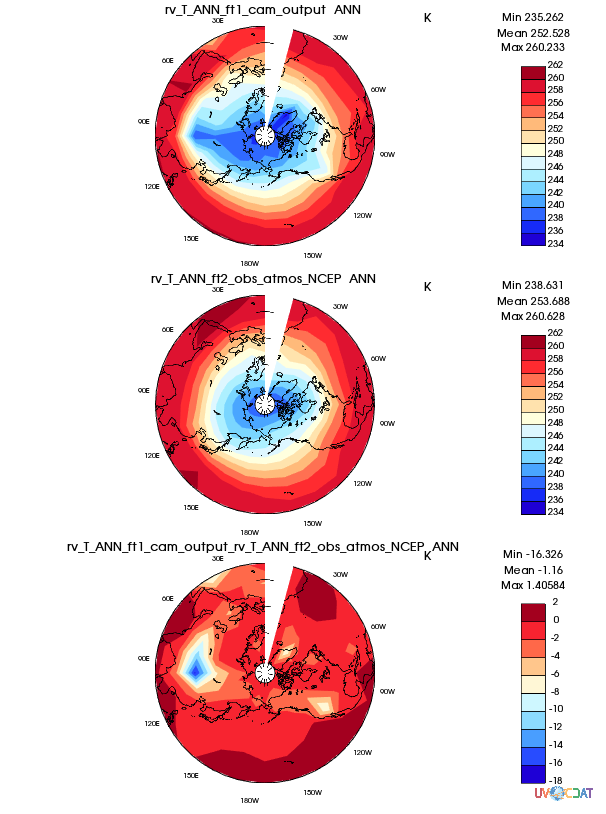 rv_T_ANN_ft1_cam_output ANN
K
Min 235.262
Mean 252.528
Max 260.233
30E
30W
60E
60W
90E
90W
120E
120W
150E
150W
180W
262
260
258
256
254
252
250
248
246
244
242
240
238
236
234
rv_T_ANN_ft2_obs_atmos_NCEP ANN
K
Min 238.631
Mean 253.688
Max 260.628
30E
30W
60E
60W
90E
90W
120E
120W
150E
150W
180W
262
260
258
256
254
252
250
248
246
244
242
240
238
236
234
rv_T_ANN_ft1_cam_output_rv_T_ANN_ft2_obs_atmos_NCEP ANN
K
Min -16.326
Mean -1.16
Max 1.40584
30E
30W
60E
60W
90E
90W
120E
120W
150E
150W
180W
2
0
-2
-4
-6
-8
-10
-12
-14
-16
-18
UV CDAT